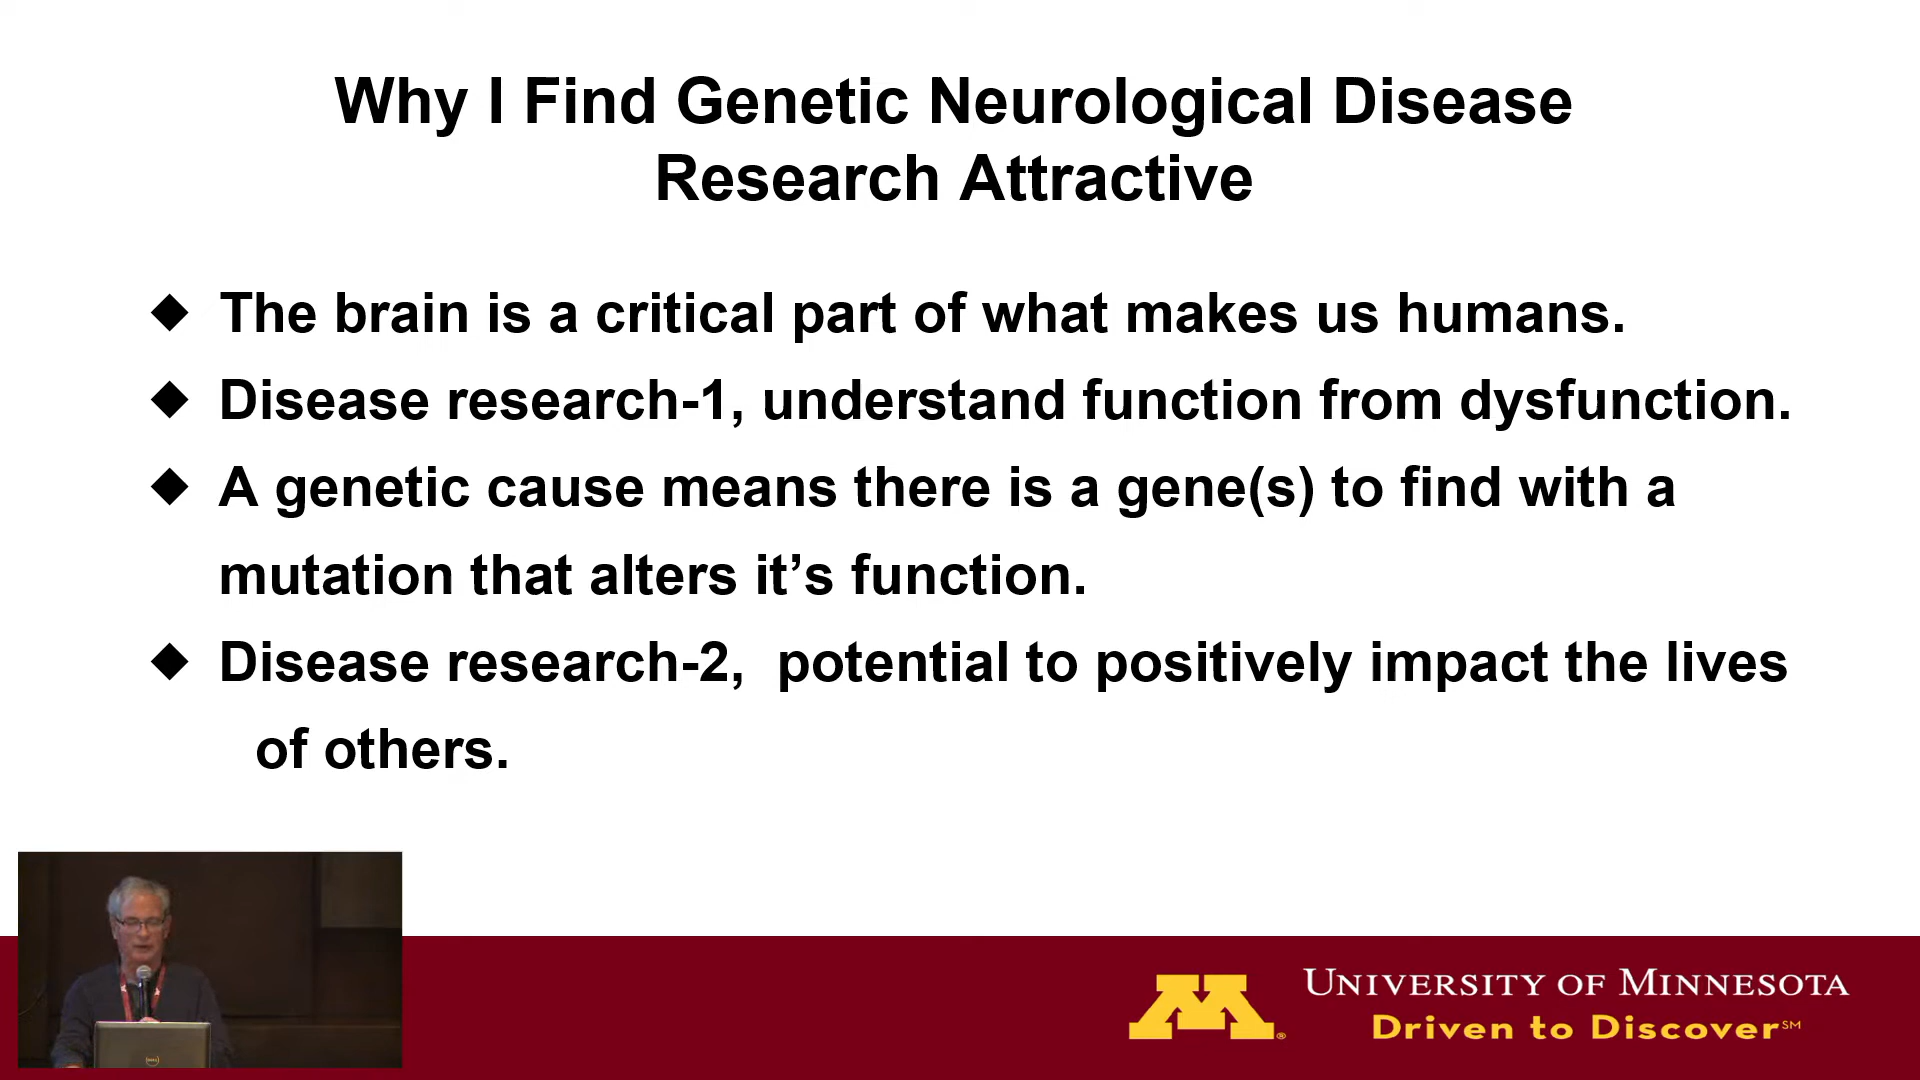 Why I Find Genetic Neurological Disease
Research Attractive
◆ The brain is a critical part of what makes us humans.
◆ Disease research-1, understand function from dysfunction.
◆ A genetic cause means there is a gene(s) to find with a
mutation that alters it’s function.
◆ Disease research-2,  potential to positively impact the lives
of others.
DELL
M®
UNIVERSITY OF MINNESOTA
Driven to Discover℠